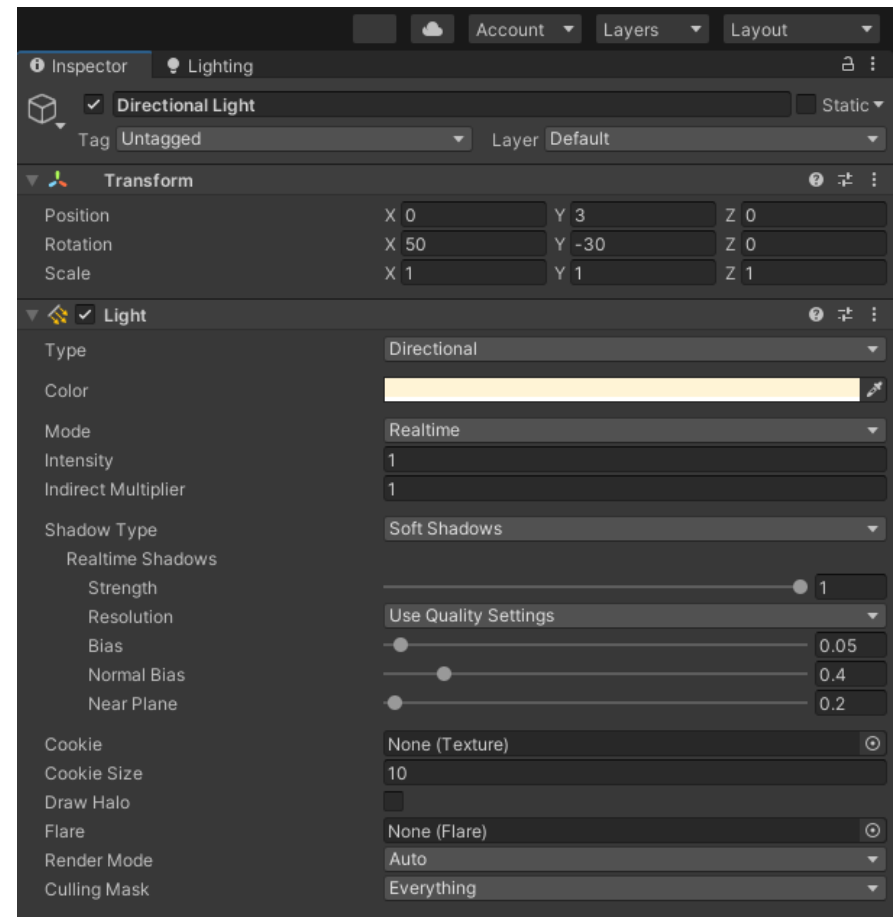 Account Layers Layout
Inspector Lighting
Directional Light Static
Tag Untagged Layer Default
Transform
Position X 0 Y 3 Z 0
Rotation X 50 Y -30 Z 0
Scale X 1 Y 1 Z 1
Light
Type Directional
Color
Mode Realtime
Intensity 1
Indirect Multiplier 1
Shadow Type Soft Shadows
Realtime Shadows
Strength 1
Resolution Use Quality Settings
Bias 0.05
Normal Bias 0.4
Near Plane 0.2
Cookie None (Texture)
Cookie Size 10
Draw Halo
Flare None (Flare)
Render Mode Auto
Culling Mask Everything